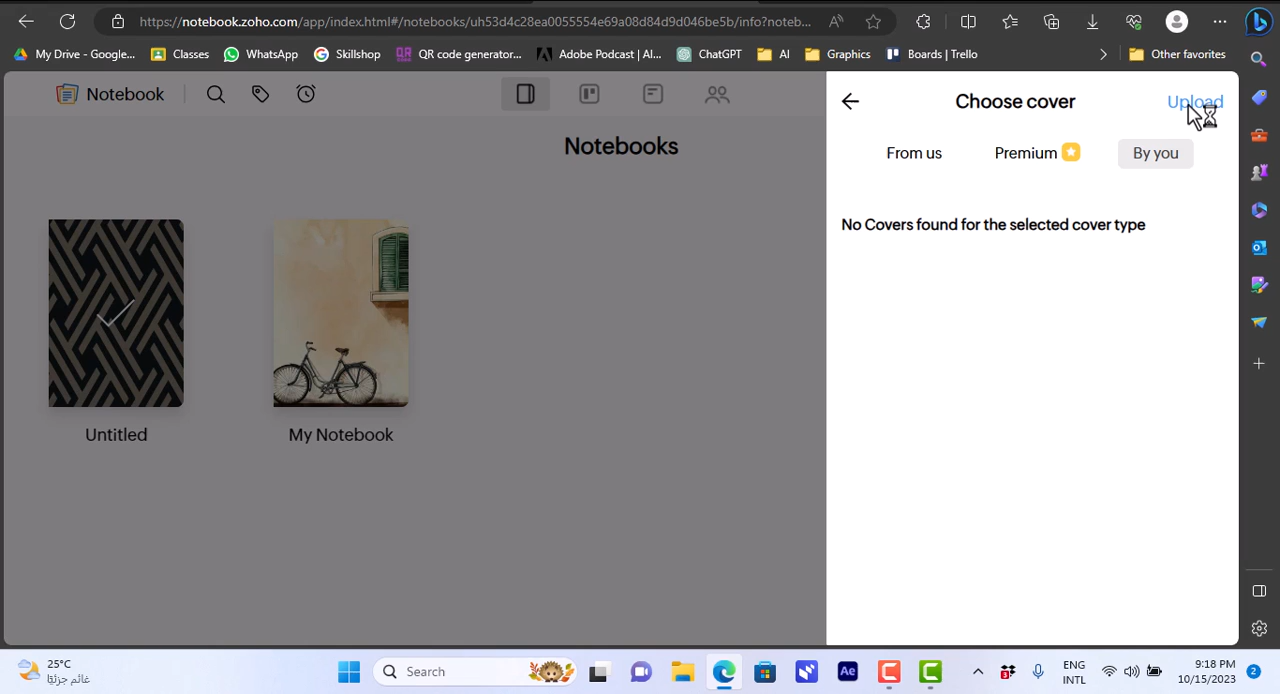 https://notebook.zoho.com/app/index.html#/notebooks/uh53d4c28ea0055554e69a08d84d9d046be5b/info?noteb...
My Drive - Google...
Classes
WhatsApp
Skillshop
QR code generator...
Adobe Podcast | Al...
ChatGPT
AI
Graphics
Boards | Trello
Other favorites
Notebook
Choose cover
Upload
Notebooks
From us
Premium
By you
No Covers found for the selected cover type
Untitled
My Notebook
25°C
غائم جزئيًا
Search
Ae
3
ENG
INTL
9:18 PM
10/15/2023
2